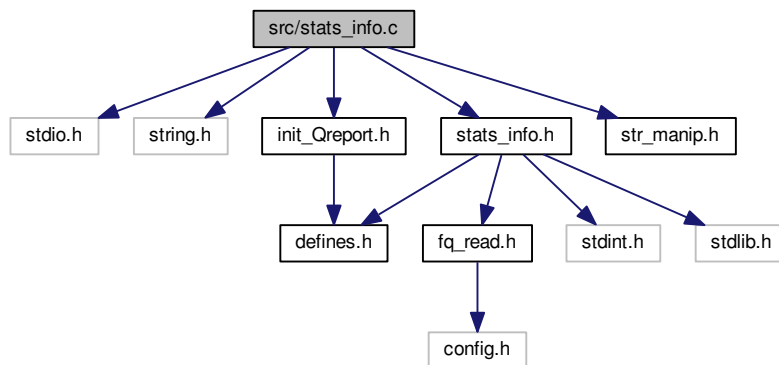 src/stats_info.c
stdio.h
string.h
init_Qreport.h
stats_info.h
str_manip.h
defines.h
fq_read.h
stdint.h
stdlib.h
config.h